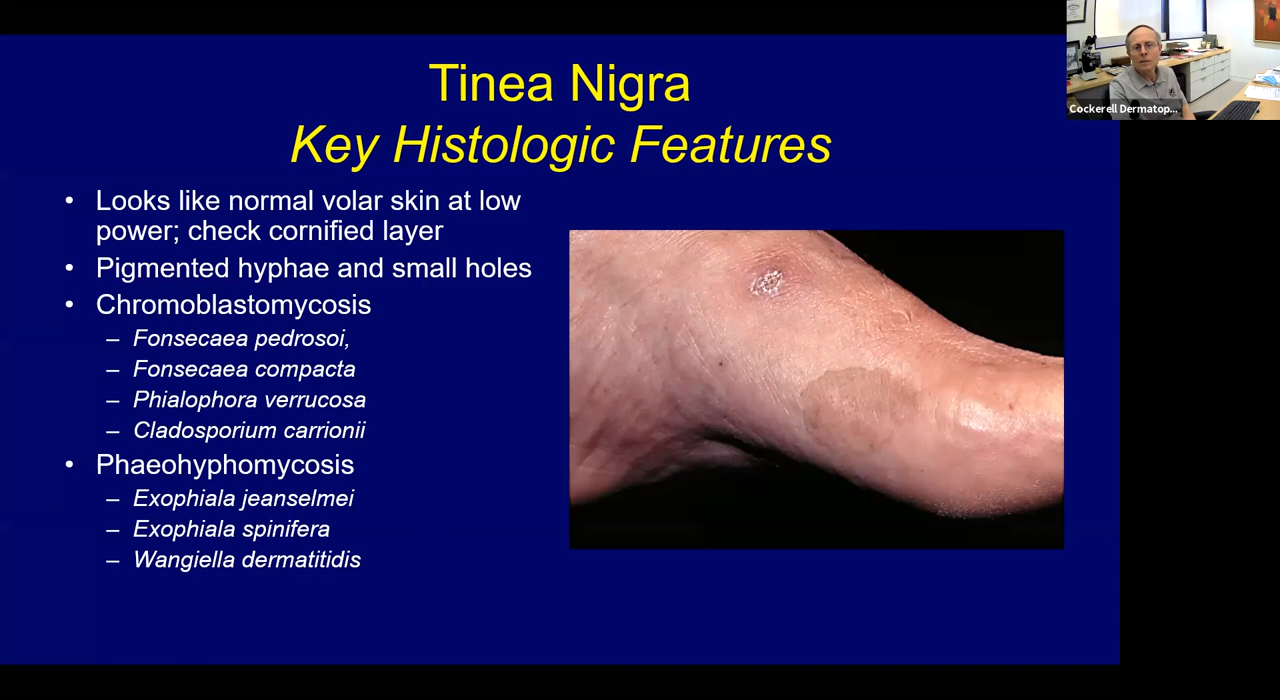 Tinea Nigra
Key Histologic Features
• Looks like normal volar skin at low
power; check cornified layer
• Pigmented hyphae and small holes
• Chromoblastomycosis
– Fonsecaea pedrosoi,
– Fonsecaea compacta
– Phialophora verrucosa
– Cladosporium carrionii
• Phaeohyphomycosis
– Exophiala jeanselmei
– Exophiala spinifera
– Wangiella dermatitidis
Cockerell Dermatop...